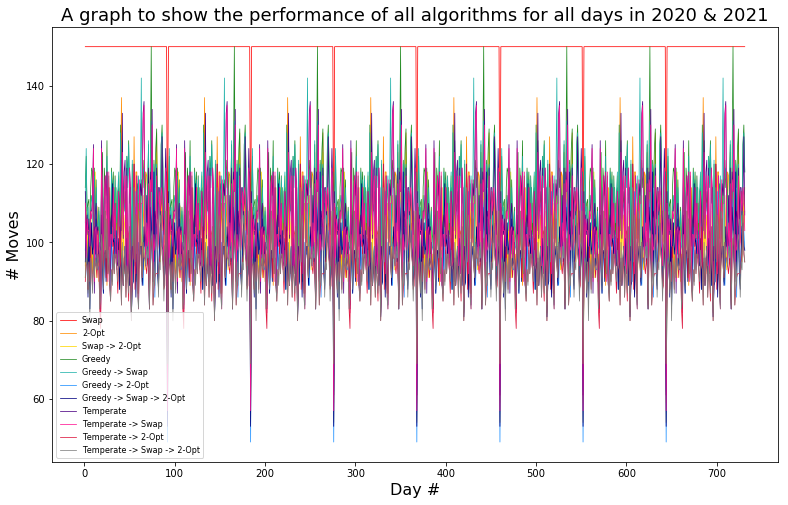 A graph to show the performance of all algorithms for all days in 2020 & 2021
# Moves
140
120
100
80
60
Swap
2-Opt
Swap -> 2-Opt
Greedy
Greedy -> Swap
Greedy -> 2-Opt
Greedy -> Swap -> 2-Opt
Temperate
Temperate -> Swap
Temperate -> 2-Opt
Temperate -> Swap -> 2-Opt
0 100 200 300 400 500 600 700
Day #